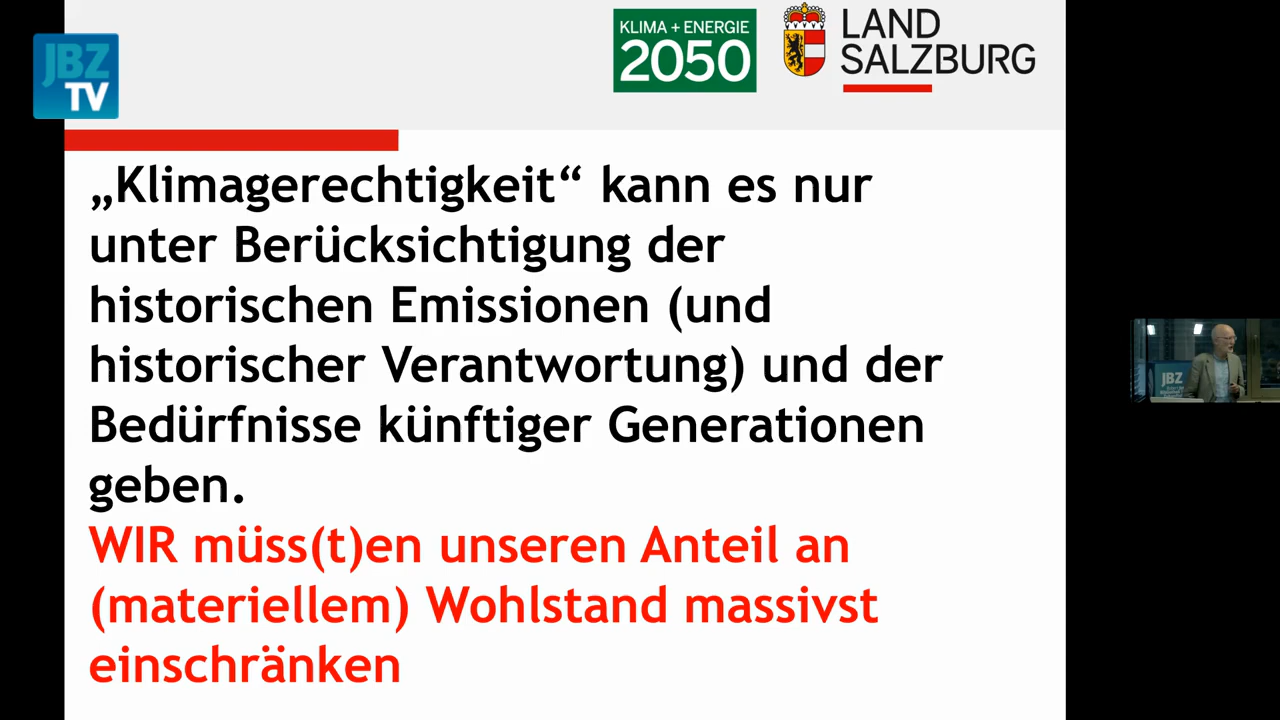 JBZ
TV
KLIMA + ENERGIE
2050
LAND
SALZBURG
„Klimagerechtigkeit“ kann es nur
unter Berücksichtigung der
historischen Emissionen (und
historischer Verantwortung) und der
Bedürfnisse künftiger Generationen
geben.
WIR müss(t)en unseren Anteil an
(materiellem) Wohlstand massivst
einschränken
JBZ